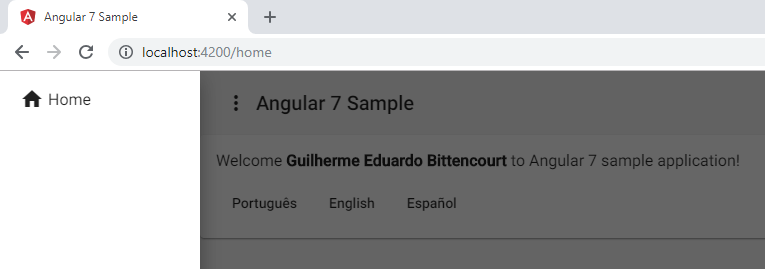 Angular 7 Sample
localhost:4200/home
Home
Angular 7 Sample
Welcome Guilherme Eduardo Bittencourt to Angular 7 sample application!
Português English Español